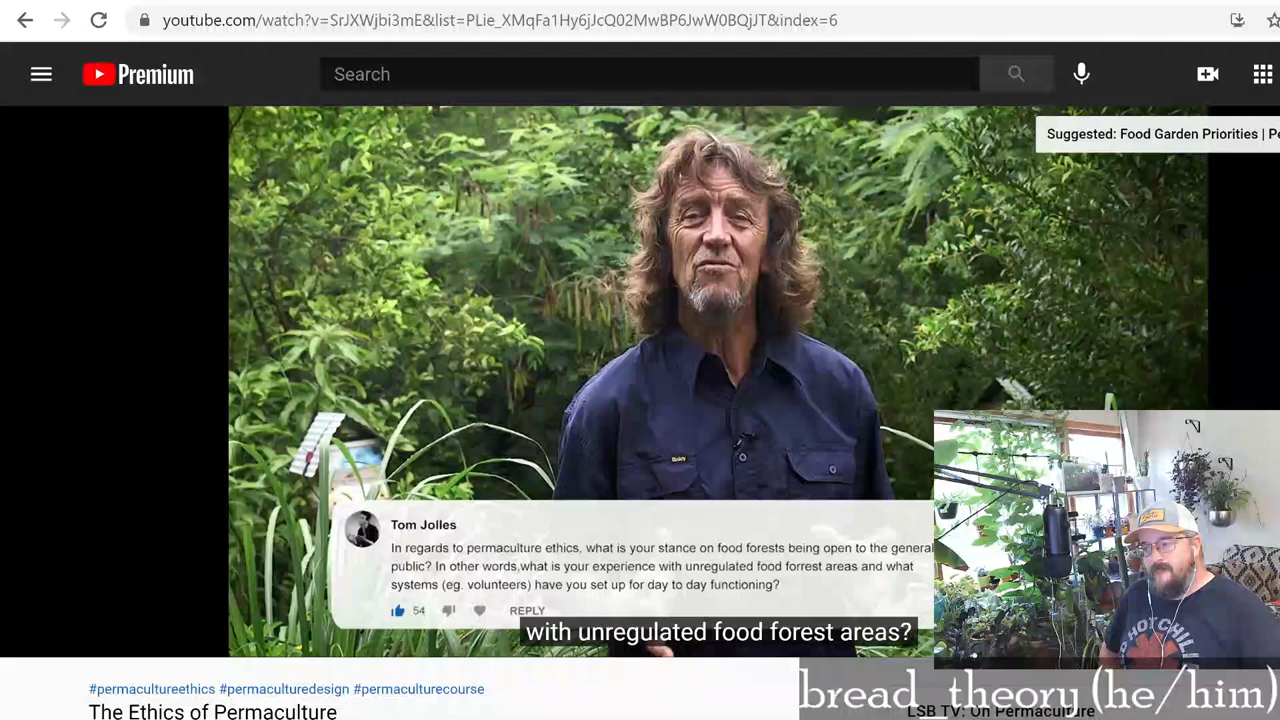 youtube.com/watch?v=SrJXWjbi3mE&list=PLie_XMqFa1Hy6jJcQ02MwBP6JwW0BQjJT&index=6
Premium
Search
Suggested: Food Garden Priorities | Pe
Tom Jolles
In regards to permaculture ethics, what is your stance on food forests being open to the general
public? In other words,what is your experience with unregulated food forrest areas and what
systems (eg. volunteers) have you set up for day to day functioning?
54
REPLY
with unregulated food forest areas?
#permacultureethics #permaculturedesign #permaculturecourse
The Ethics of Permaculture
bread_theory (he/him)
LSB TV: On Permaculture